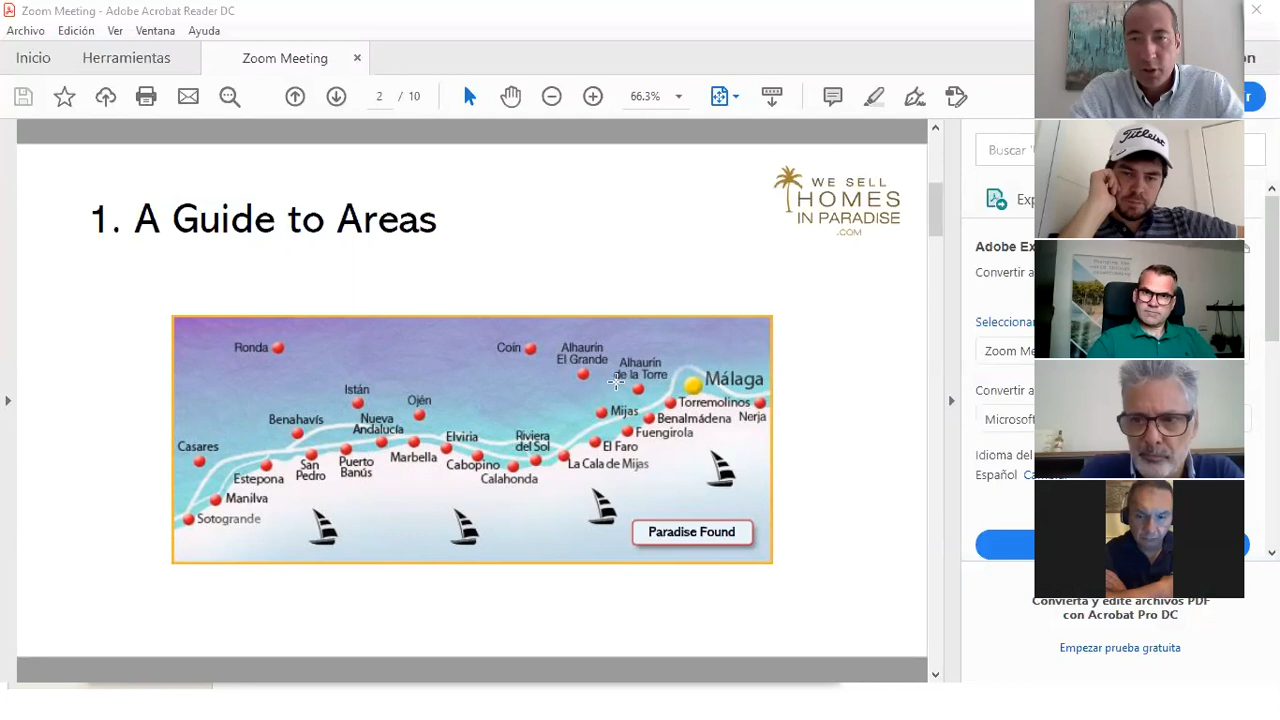 Zoom Meeting - Adobe Acrobat Reader DC
Archivo Edición Ver Ventana Ayuda
Inicio Herramientas Zoom Meeting ×
2 / 10 66.3%
1. A Guide to Areas
WE SELL
HOMES
IN PARADISE
.COM
Ronda
Coín
Alhaurín
El Grande
Alhaurín
de la Torre
Málaga
Istán
Ojén
Benahavís
Nueva
Andalucía
Mijas
Torremolinos
Benalmádena
Nerja
Casares
Elviria
Riviera
del Sol
Fuengirola
El Faro
Estepona
San
Pedro
Puerto
Banús
Marbella
Cabopino
Calahonda
La Cala de Mijas
Manilva
Sotogrande
Paradise Found
Titleist
Buscar
Adobe Ex
Convertir a
Seleccionar
Zoom Me
Convertir a
Microsoft
Idioma del
Español
Convierta y edite archivos PDF
con Acrobat Pro DC
Empezar prueba gratuita